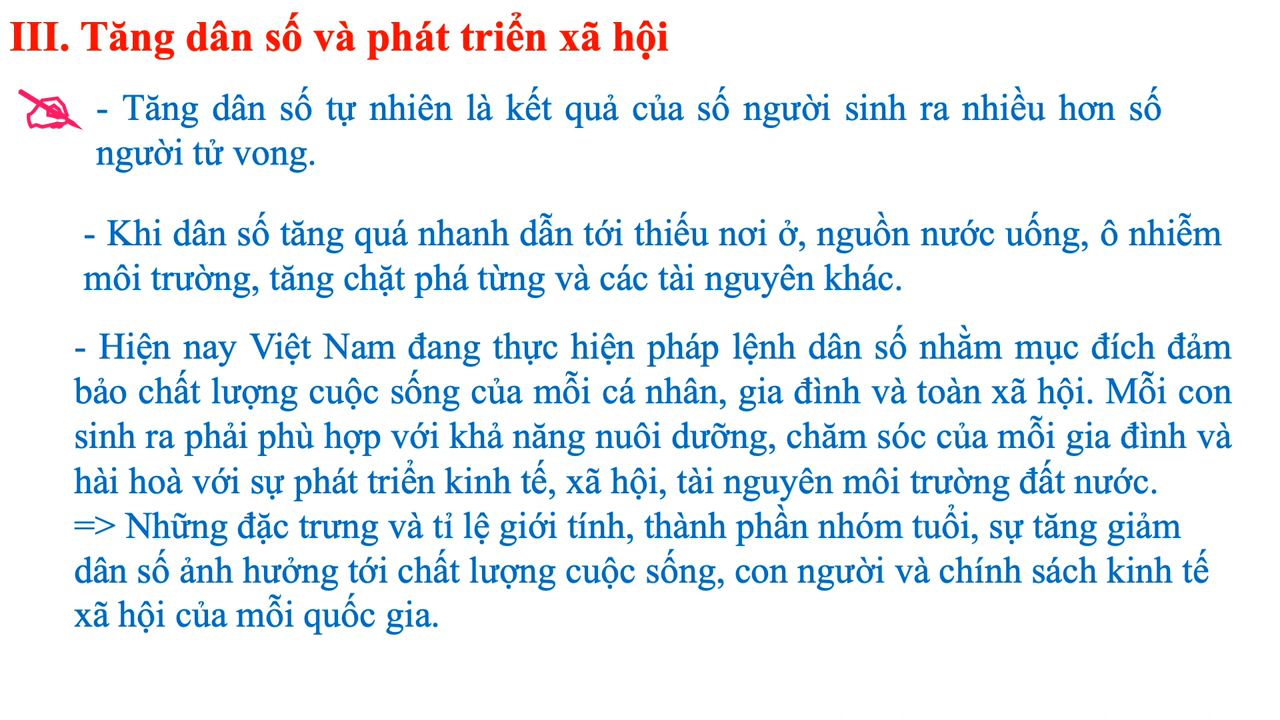 III. Tăng dân số và phát triển xã hội
- Tăng dân số tự nhiên là kết quả của số người sinh ra nhiều hơn số
người tử vong.
- Khi dân số tăng quá nhanh dẫn tới thiếu nơi ở, nguồn nước uống, ô nhiễm
môi trường, tăng chặt phá từng và các tài nguyên khác.
- Hiện nay Việt Nam đang thực hiện pháp lệnh dân số nhằm mục đích đảm
bảo chất lượng cuộc sống của mỗi cá nhân, gia đình và toàn xã hội. Mỗi con
sinh ra phải phù hợp với khả năng nuôi dưỡng, chăm sóc của mỗi gia đình và
hài hoà với sự phát triển kinh tế, xã hội, tài nguyên môi trường đất nước.
=> Những đặc trưng và tỉ lệ giới tính, thành phần nhóm tuổi, sự tăng giảm
dân số ảnh hưởng tới chất lượng cuộc sống, con người và chính sách kinh tế
xã hội của mỗi quốc gia.